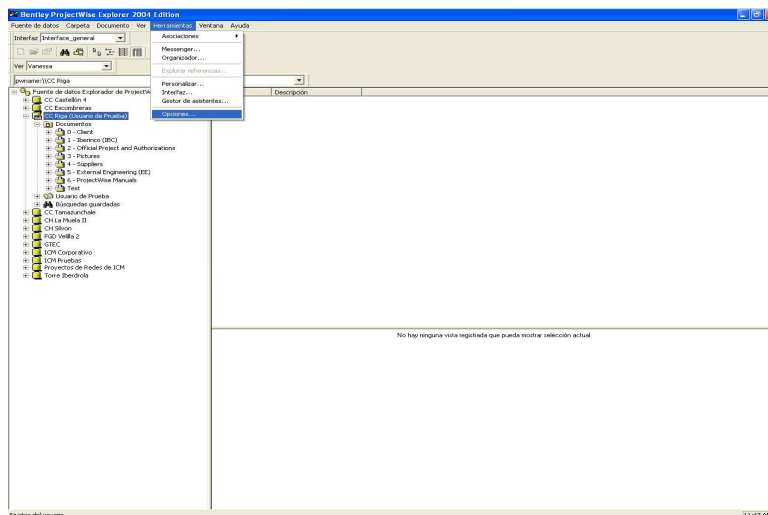 Bentley ProjectWise Explorer 2004 Edition
Fuente de datos Carpeta Documento Ver Herramientas Ventana Ayuda
Interfaz Interface_general
Asociaciones
Messenger...
Organizador...
Explorar referencias...
Personalizar...
Interfaz...
Gestor de asistentes...
Opciones...
Ver Vanessa
pwname:\\CC Riga
Descripción
Fuente de datos Explorador de ProjectW
CC Castellón 4
CC Escombreras
CC Riga (Usuario de Prueba)
Documentos
0 - Client
1 - Iberinco (IBC)
2 - Official Project and Authorizations
3 - Pictures
4 - Suppliers
5 - External Engineering (EE)
6 - ProjectWise Manuals
Test
Usuario de Prueba
Búsquedas guardadas
CC Tamazunchale
CH La Muela II
CH Silvon
FGD Velilla 2
GTEC
ICM Corporativo
ICM Pruebas
Proyectos de Redes de ICM
Torre Iberdrola
No hay ninguna vista registrada que pueda mostrar selección actual